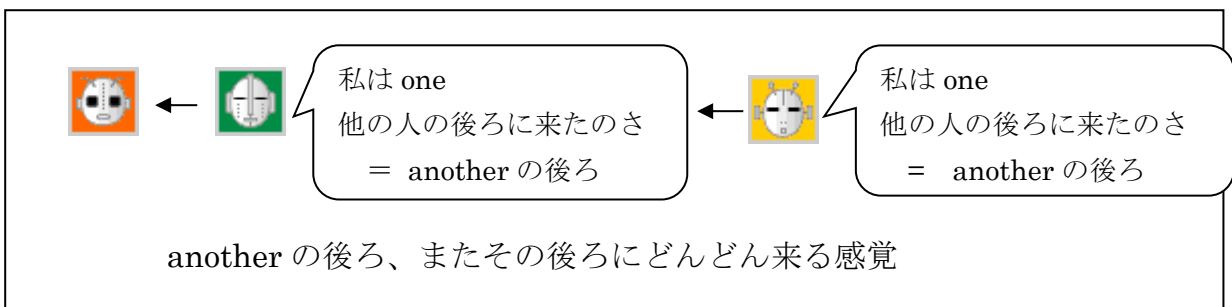 私は one
他の人の後ろに来たのさ
＝ another の後ろ
私は one
他の人の後ろに来たのさ
= another の後ろ
another の後ろ、またその後ろにどんどん来る感覚